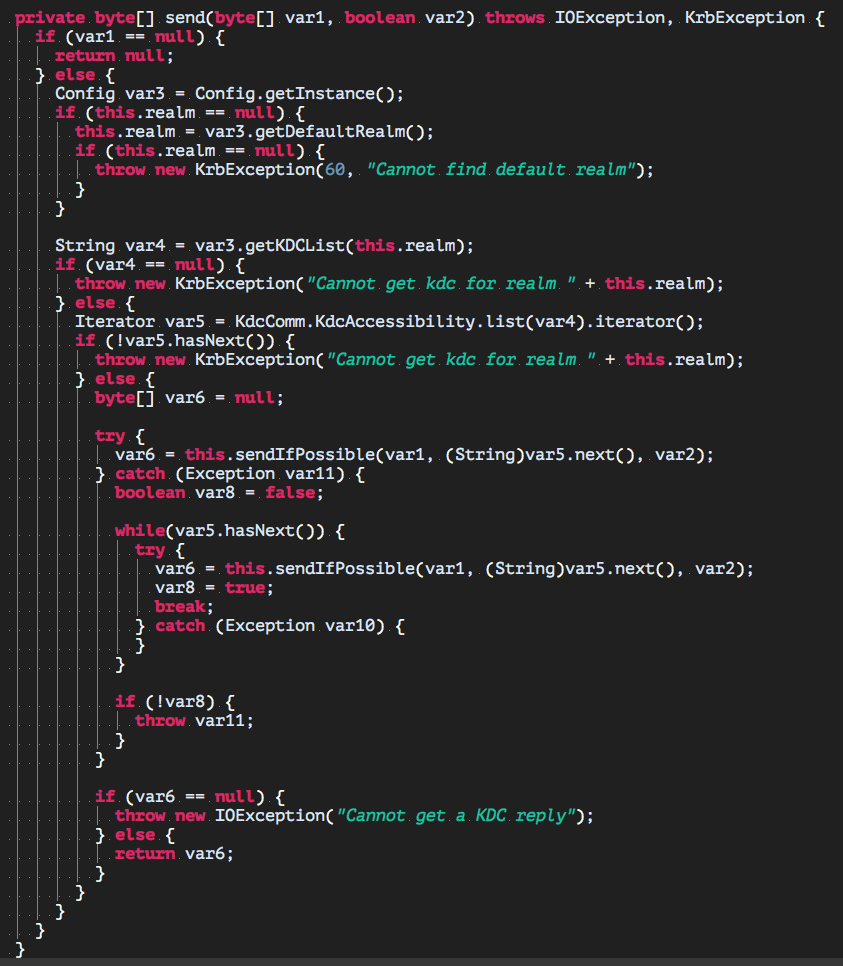 private byte[] send(byte[] var1, boolean var2) throws IOException, KrbException {
  if (var1 == null) {
    return null;
  } else {
    Config var3 = Config.getInstance();
    if (this.realm == null) {
      this.realm = var3.getDefaultRealm();
      if (this.realm == null) {
        throw new KrbException(60, "Cannot find default realm");
      }
    }

    String var4 = var3.getKDCList(this.realm);
    if (var4 == null) {
      throw new KrbException("Cannot get kdc for realm " + this.realm);
    } else {
      Iterator var5 = KdcComm.KdcAccessibility.list(var4).iterator();
      if (!var5.hasNext()) {
        throw new KrbException("Cannot get kdc for realm " + this.realm);
      } else {
        byte[] var6 = null;

        try {
          var6 = this.sendIfPossible(var1, (String)var5.next(), var2);
        } catch (Exception var11) {
          boolean var8 = false;

          while(var5.hasNext()) {
            try {
              var6 = this.sendIfPossible(var1, (String)var5.next(), var2);
              var8 = true;
              break;
            } catch (Exception var10) {
            }
          }

          if (!var8) {
            throw var11;
          }
        }

        if (var6 == null) {
          throw new IOException("Cannot get a KDC reply");
        } else {
          return var6;
        }
      }
    }
  }
}